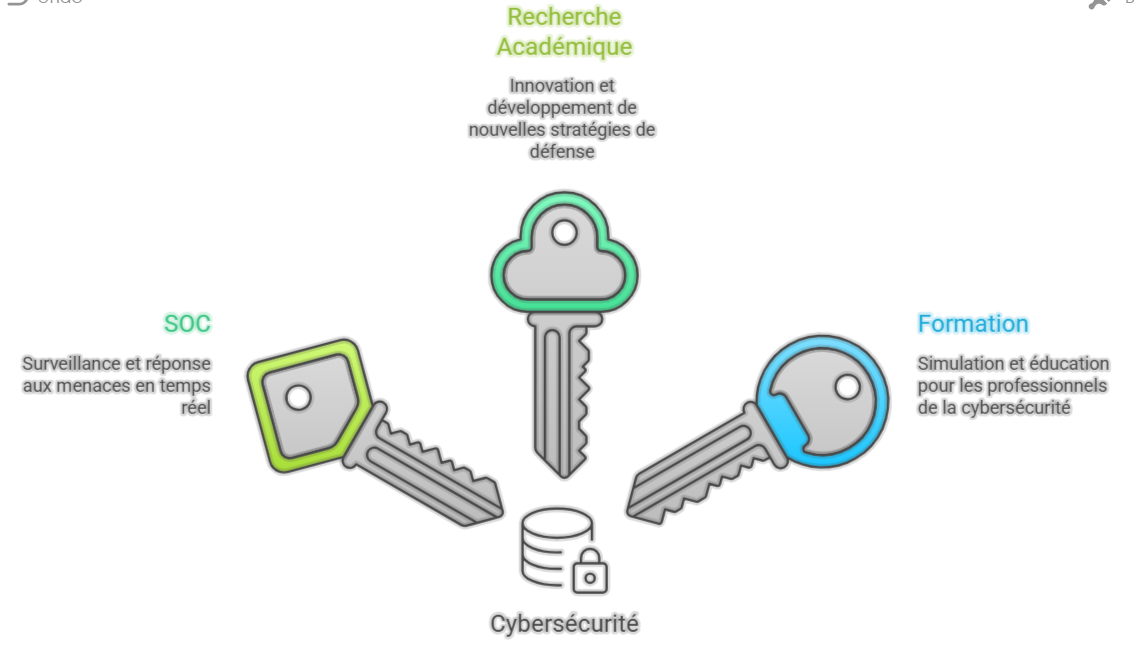 Undo
Recherche
Académique
Innovation et
développement de
nouvelles stratégies de
défense
SOC
Surveillance et réponse
aux menaces en temps
réel
Formation
Simulation et éducation
pour les professionnels
de la cybersécurité
Cybersécurité